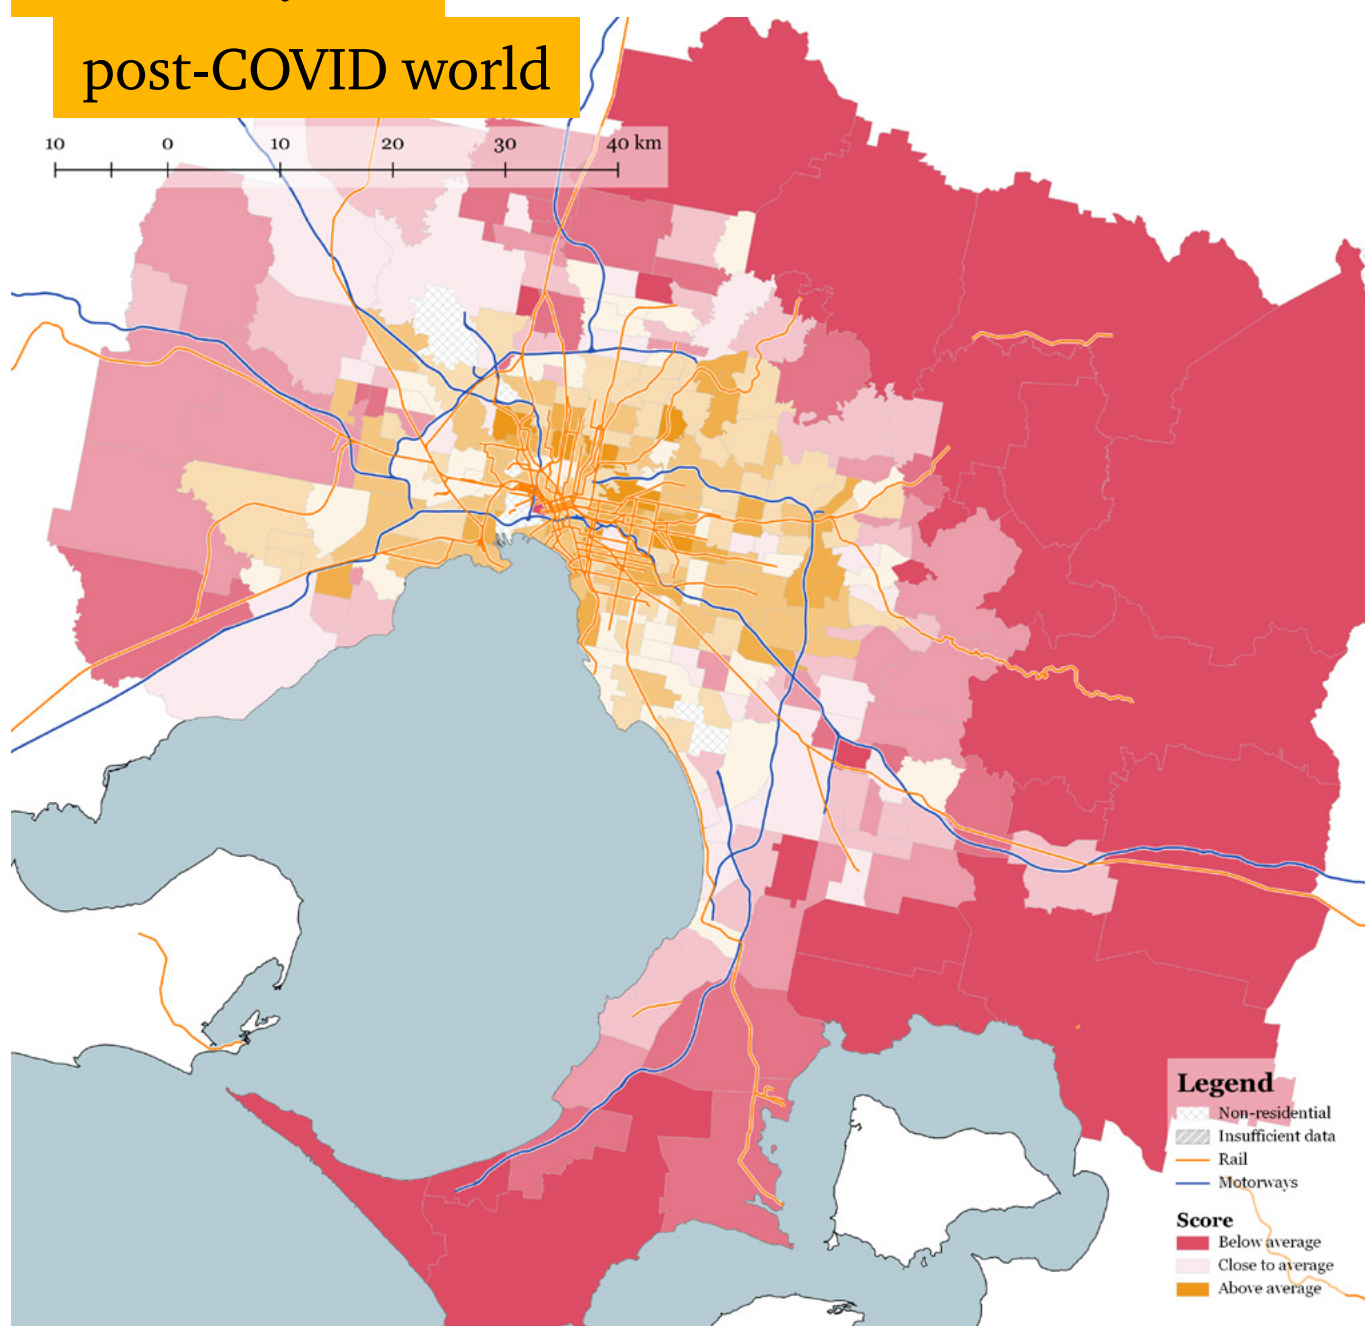 post-COVID world
10 0 10 20 30 40 km
Legend
Non-residential
Insufficient data
Rail
Motorways
Score
Below average
Close to average
Above average